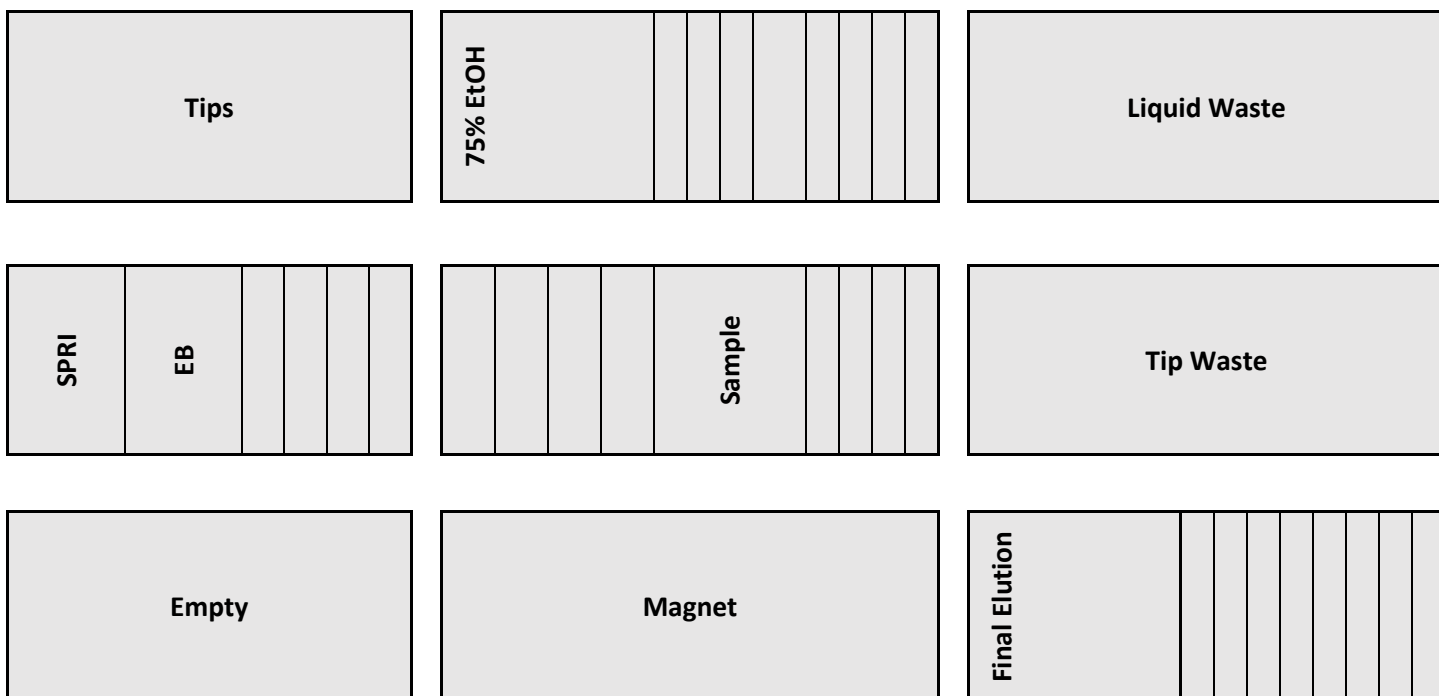 Tips
75% EtOH
Liquid Waste
SPRI
EB
Sample
Tip Waste
Empty
Magnet
Final Elution